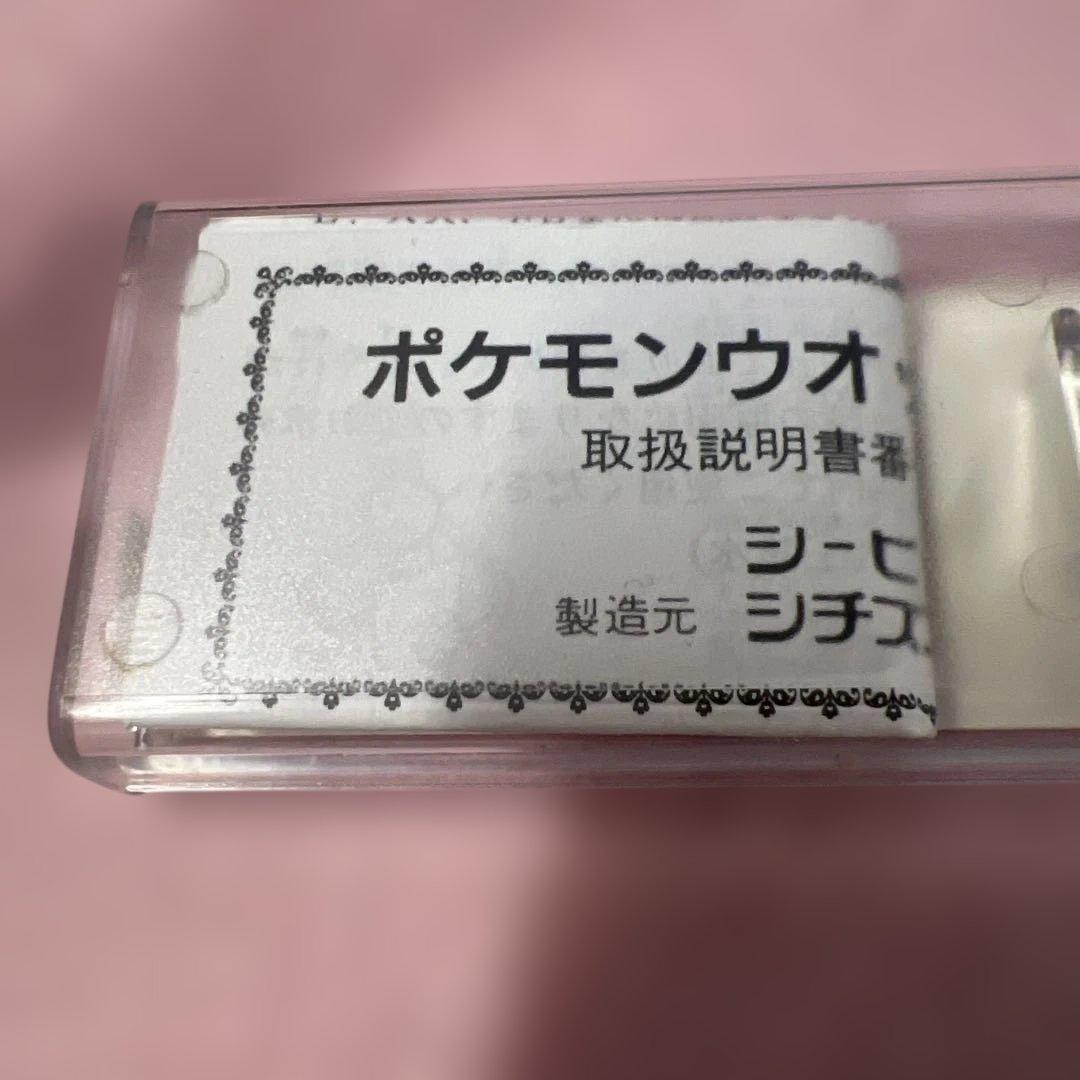 ポケモンウオ
取扱説明書
シーヒ
製造元 シチズ